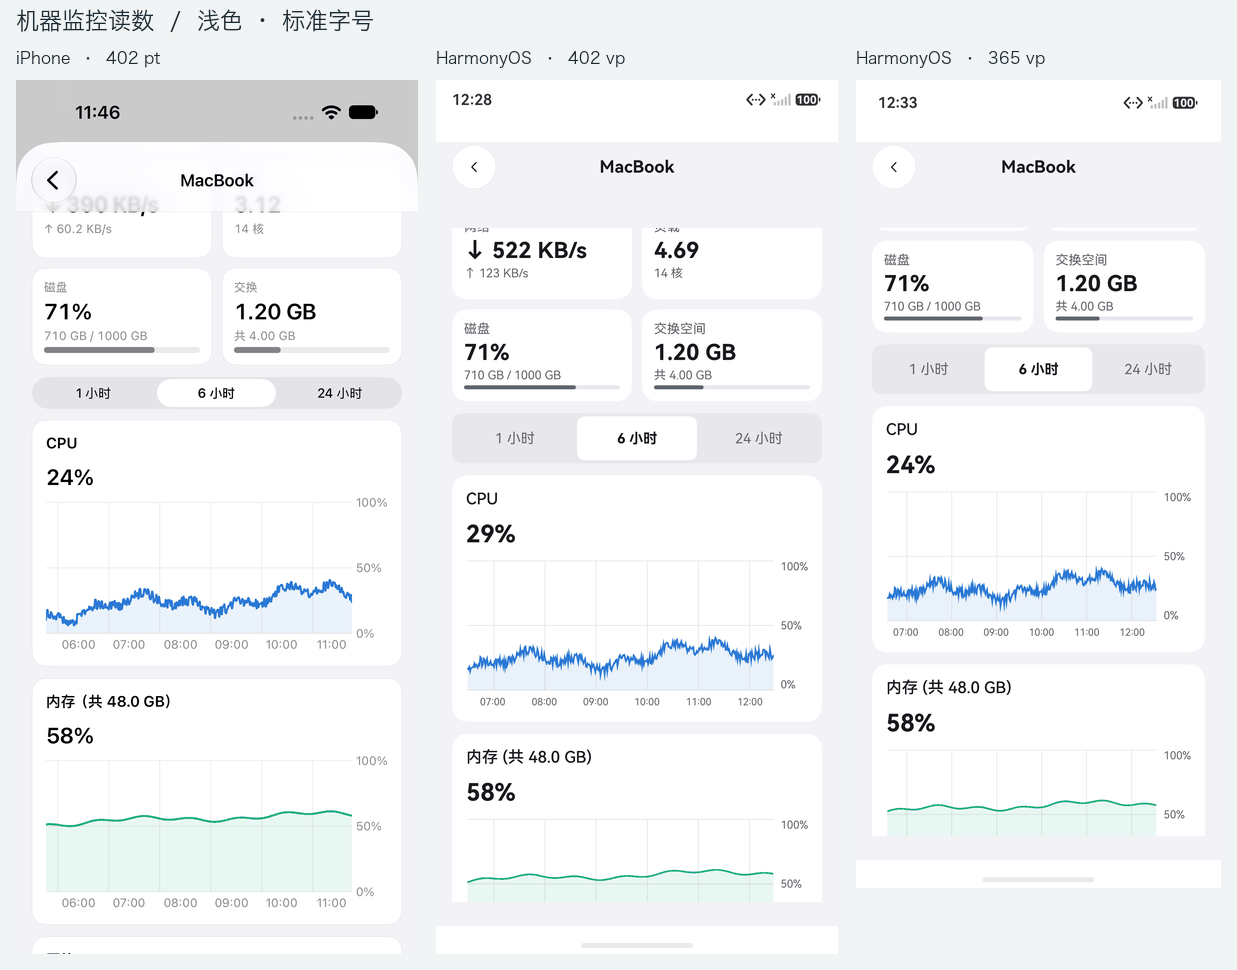 机器监控读数 / 浅色 · 标准字号
iPhone · 402 pt
11:46
MacBook
↓ 390 KB/s
3.12
↑ 60.2 KB/s
14 核
磁盘
交换
71%
1.20 GB
710 GB / 1000 GB
共 4.00 GB
1 小时
6 小时
24 小时
CPU
24%
100%
50%
0%
06:00 07:00 08:00 09:00 10:00 11:00
内存 (共 48.0 GB)
58%
100%
50%
0%
06:00 07:00 08:00 09:00 10:00 11:00
HarmonyOS · 402 vp
12:28
100
MacBook
网络
负载
↓ 522 KB/s
4.69
↑ 123 KB/s
14 核
磁盘
交换空间
71%
1.20 GB
710 GB / 1000 GB
共 4.00 GB
1 小时
6 小时
24 小时
CPU
29%
100%
50%
0%
07:00 08:00 09:00 10:00 11:00 12:00
内存 (共 48.0 GB)
58%
100%
50%
HarmonyOS · 365 vp
12:33
100
MacBook
磁盘
交换空间
71%
1.20 GB
710 GB / 1000 GB
共 4.00 GB
1 小时
6 小时
24 小时
CPU
24%
100%
50%
0%
07:00 08:00 09:00 10:00 11:00 12:00
内存 (共 48.0 GB)
58%
100%
50%